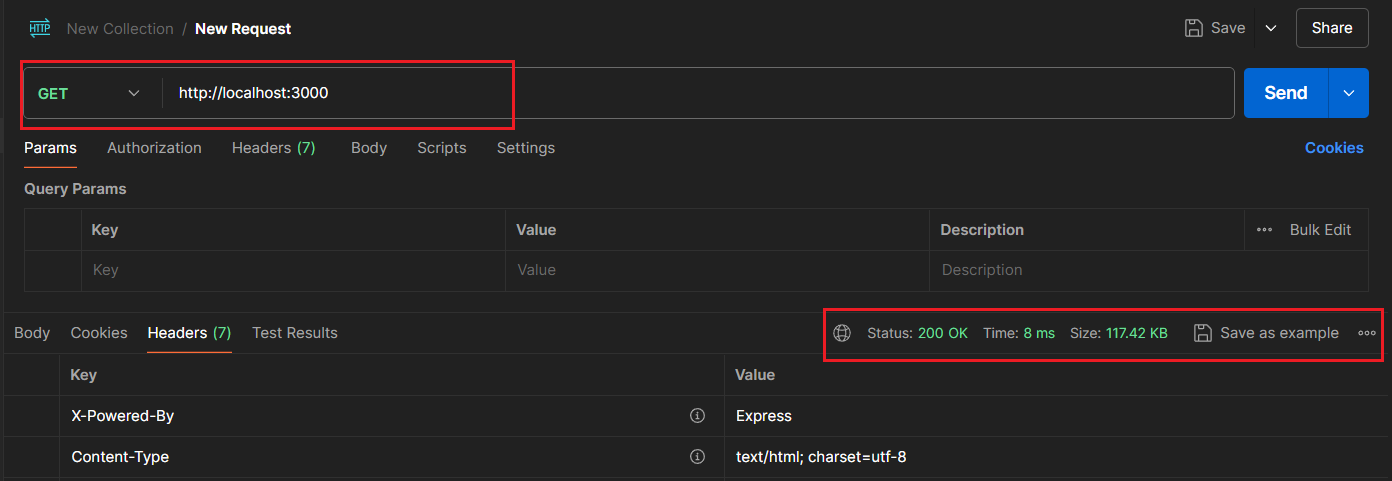 HTTP New Collection / New Request Save Share
GET http://localhost:3000 Send
Params Authorization Headers (7) Body Scripts Settings Cookies
Query Params
Key Value Description Bulk Edit
Key Value Description
Body Cookies Headers (7) Test Results Status: 200 OK Time: 8 ms Size: 117.42 KB Save as example
Key Value
X-Powered-By Express
Content-Type text/html; charset=utf-8